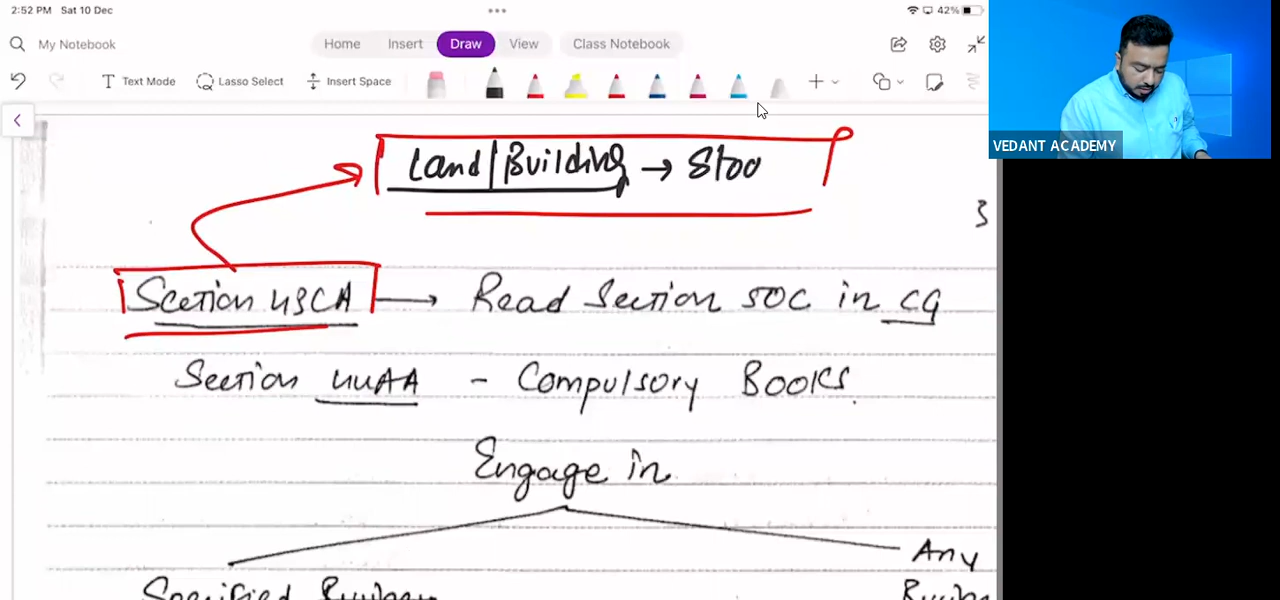 2:52 PM Sat 10 Dec
42%
My Notebook
Home Insert Draw View Class Notebook
Text Mode Lasso Select Insert Space
VEDANT ACADEMY
Land/Building → Stoo
3
Section 43CA → Read Section 50C in CG
Section 44AA - Compulsory Books.
Engage in
Any
Specified